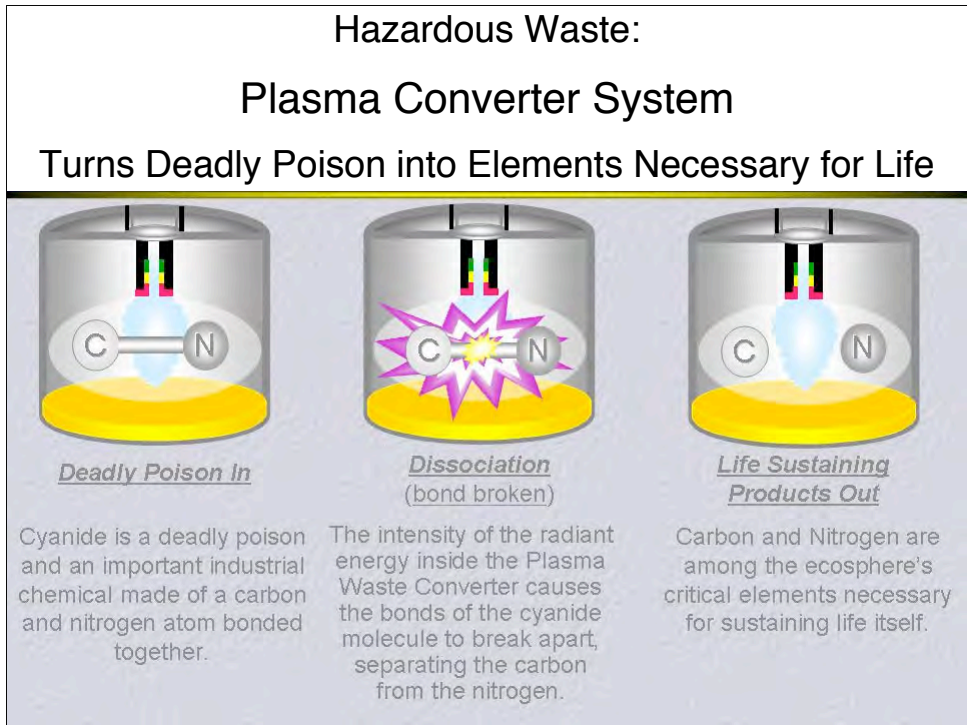 Hazardous Waste:
Plasma Converter System
Turns Deadly Poison into Elements Necessary for Life
C N
C N
C N
Deadly Poison In
Cyanide is a deadly poison
and an important industrial
chemical made of a carbon
and nitrogen atom bonded
together.
Dissociation
(bond broken)
The intensity of the radiant
energy inside the Plasma
Waste Converter causes
the bonds of the cyanide
molecule to break apart,
separating the carbon
from the nitrogen.
Life Sustaining
Products Out
Carbon and Nitrogen are
among the ecosphere's
critical elements necessary
for sustaining life itself.